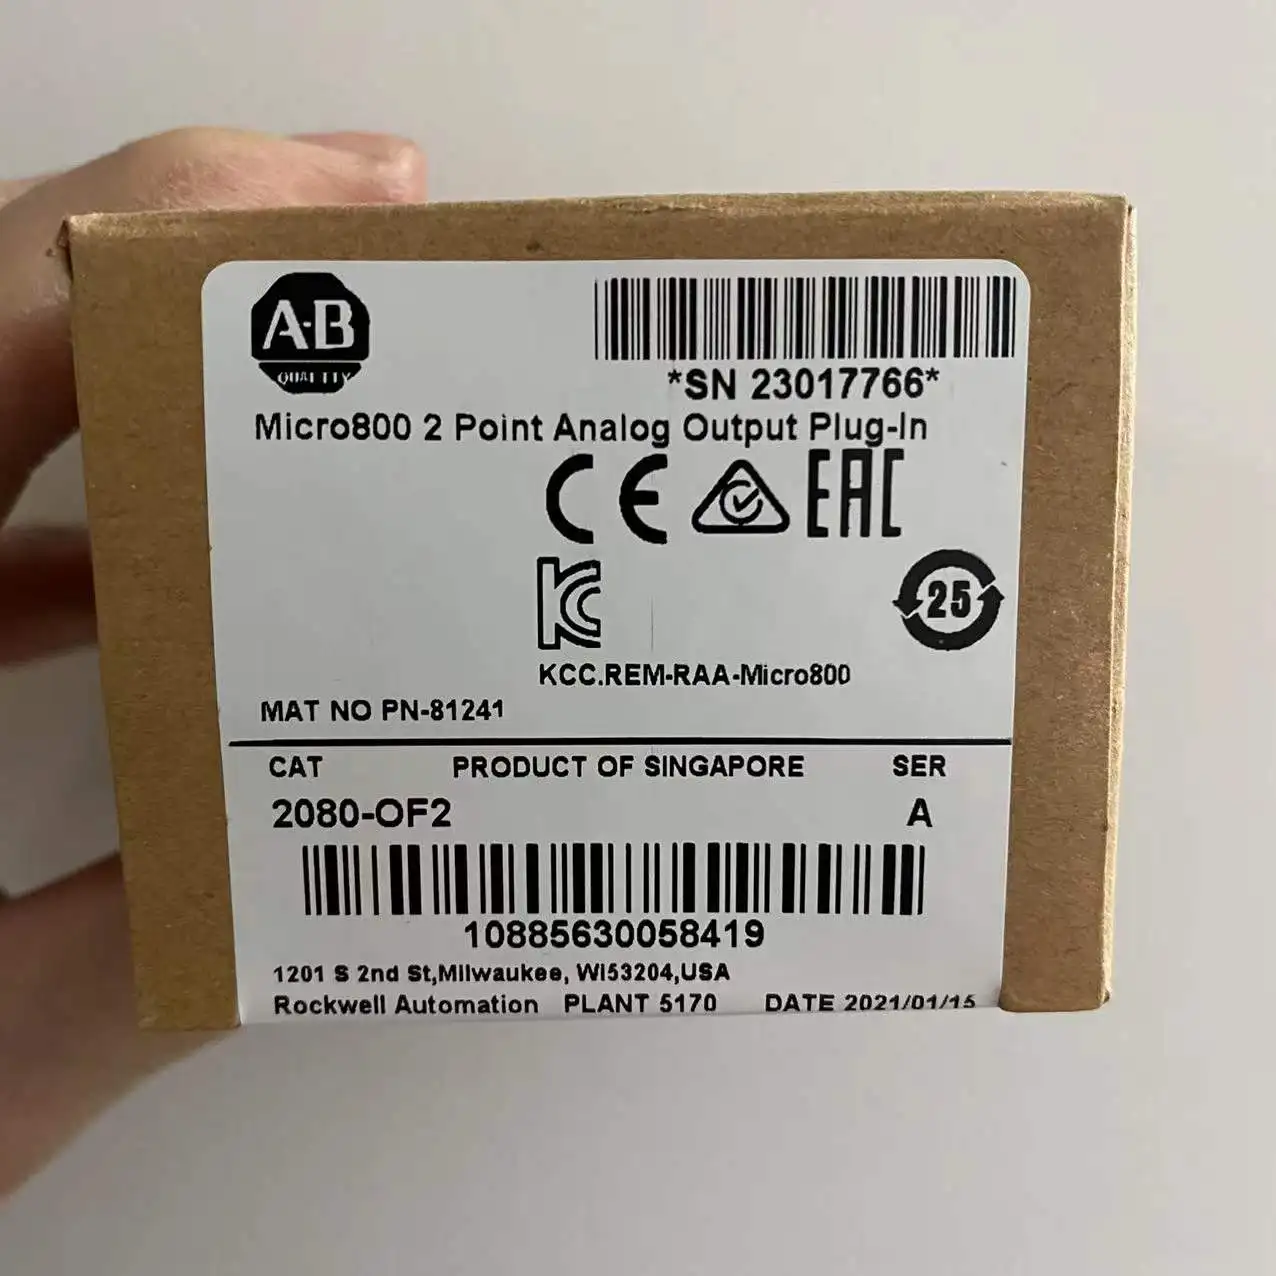 A-B
QUALITY
*SN 23017766*
Micro800 2 Point Analog Output Plug-In
CE EAC
KC
25
KCC.REM-RAA-Micro800
MAT NO PN-81241
CAT PRODUCT OF SINGAPORE SER
2080-OF2 A
10885630058419
1201 S 2nd St,Milwaukee, WI53204,USA
Rockwell Automation PLANT 5170 DATE 2021/01/15